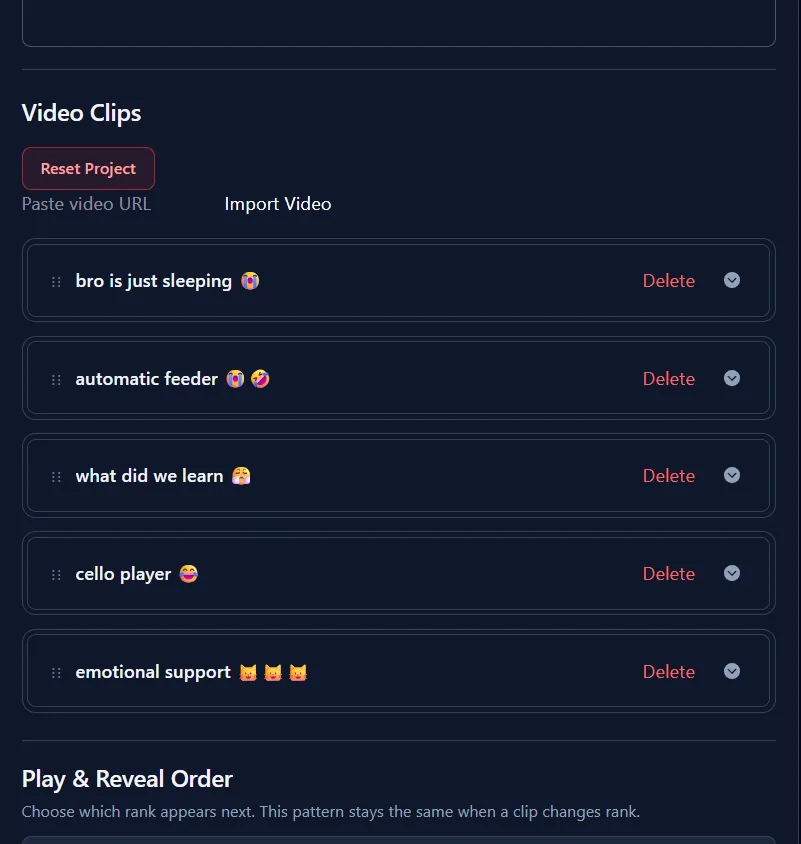 Video Clips
Reset Project
Paste video URL Import Video
bro is just sleeping 😭 Delete
automatic feeder 😭 🤣 Delete
what did we learn 😤 Delete
cello player 😂 Delete
emotional support 😺 😺 😺 Delete
Play & Reveal Order
Choose which rank appears next. This pattern stays the same when a clip changes rank.